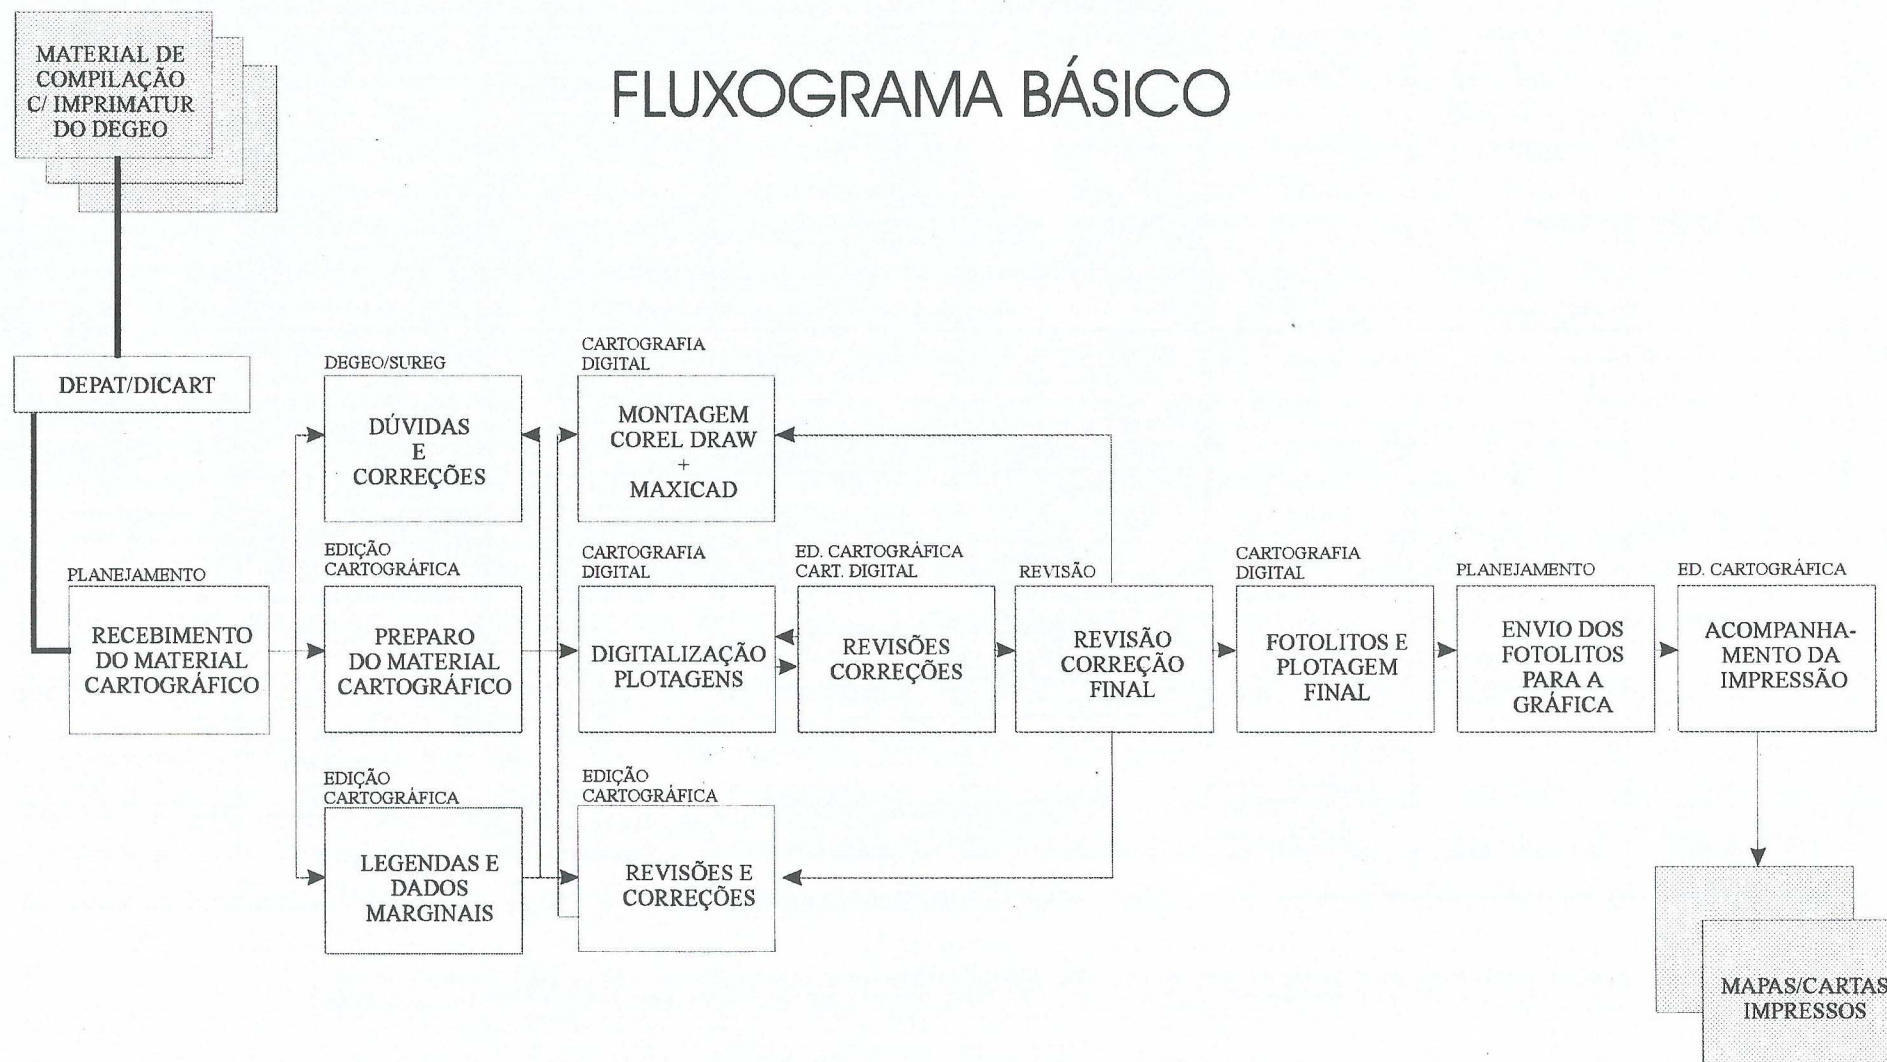 MATERIAL DE
COMPILAÇÃO
C/ IMPRIMATUR
DO DEGEO
FLUXOGRAMA BÁSICO
DEPAT/DICART
DEGEO/SUREG
DÚVIDAS
E
CORREÇÕES
CARTOGRAFIA
DIGITAL
MONTAGEM
COREL DRAW
+
MAXICAD
PLANEJAMENTO
RECEBIMENTO
DO MATERIAL
CARTOGRÁFICO
EDIÇÃO
CARTOGRÁFICA
PREPARO
DO MATERIAL
CARTOGRÁFICO
CARTOGRAFIA
DIGITAL
DIGITALIZAÇÃO
PLOTAGENS
ED. CARTOGRÁFICA
CART. DIGITAL
REVISÕES
CORREÇÕES
REVISÃO
REVISÃO
CORREÇÃO
FINAL
CARTOGRAFIA
DIGITAL
FOTOLITOS E
PLOTAGEM
FINAL
PLANEJAMENTO
ENVIO DOS
FOTOLITOS
PARA A
GRÁFICA
ED. CARTOGRÁFICA
ACOMPANHA-
MENTO DA
IMPRESSÃO
EDIÇÃO
CARTOGRÁFICA
LEGENDAS E
DADOS
MARGINAIS
EDIÇÃO
CARTOGRÁFICA
REVISÕES E
CORREÇÕES
MAPAS/CARTAS
IMPRESSOS